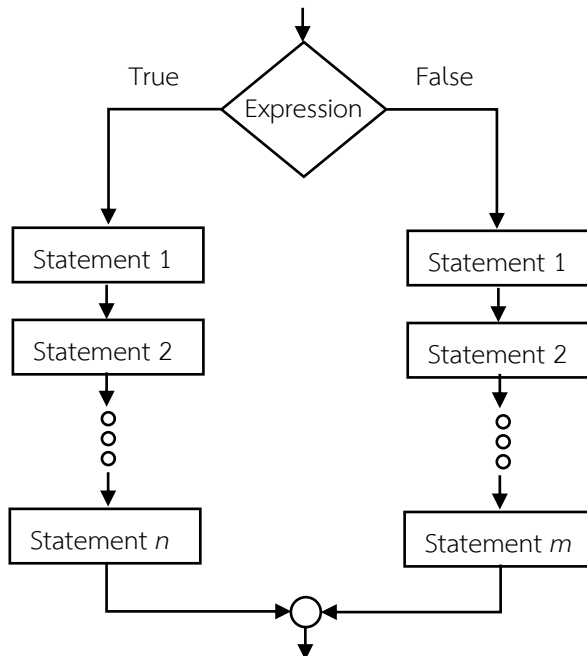 True
False
Expression
Statement 1
Statement 2
Statement n
Statement 1
Statement 2
Statement m